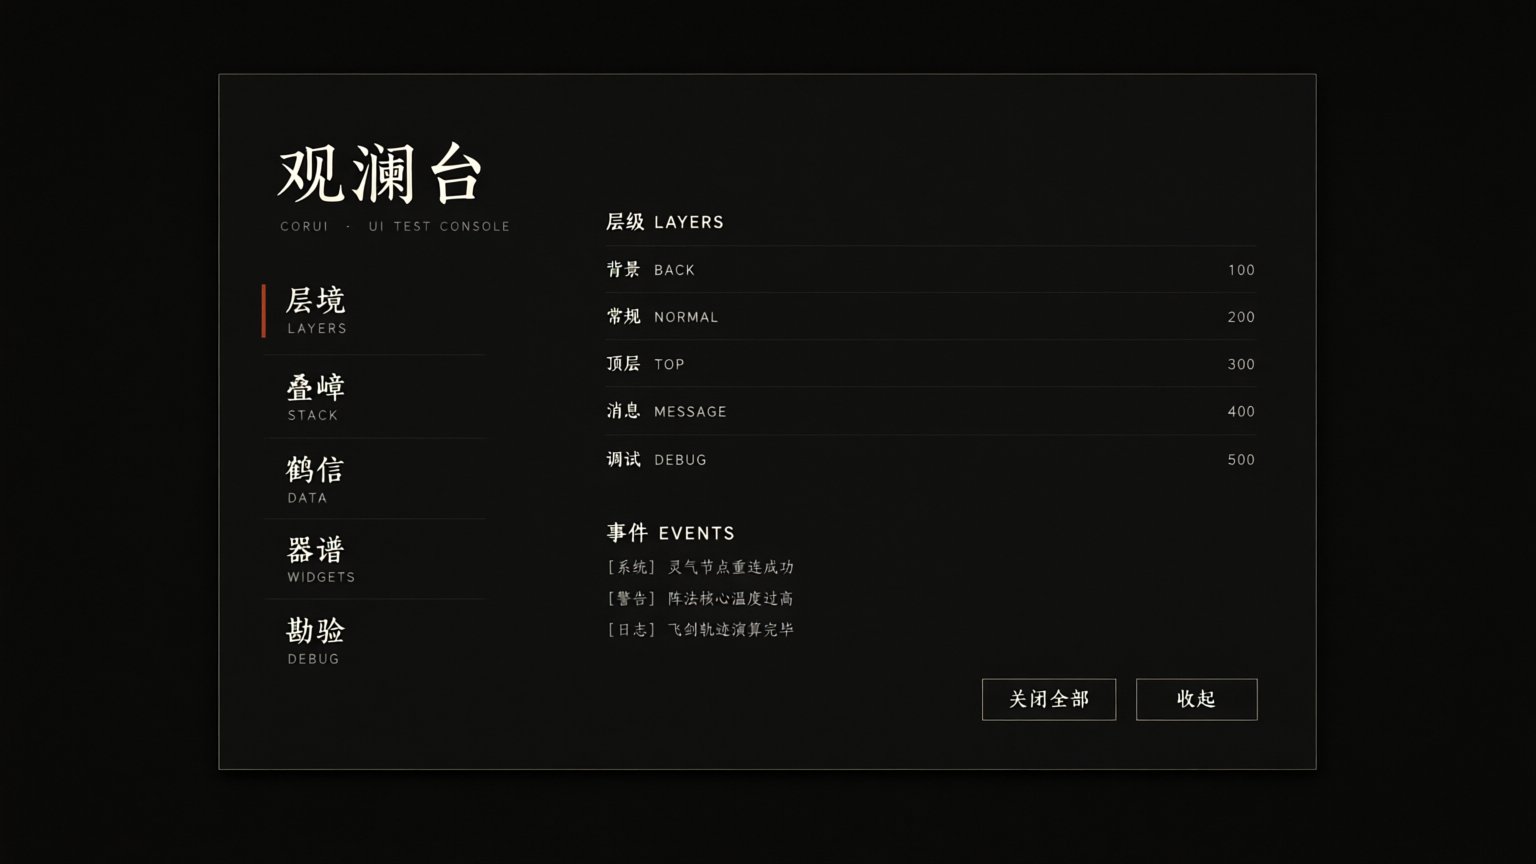 观澜台
CORUI · UI TEST CONSOLE
层境
LAYERS
叠嶂
STACK
鹤信
DATA
器谱
WIDGETS
勘验
DEBUG
层级 LAYERS
背景 BACK 100
常规 NORMAL 200
顶层 TOP 300
消息 MESSAGE 400
调试 DEBUG 500
事件 EVENTS
[系统] 灵气节点重连成功
[警告] 阵法核心温度过高
[日志] 飞剑轨迹演算完毕
关闭全部 收起